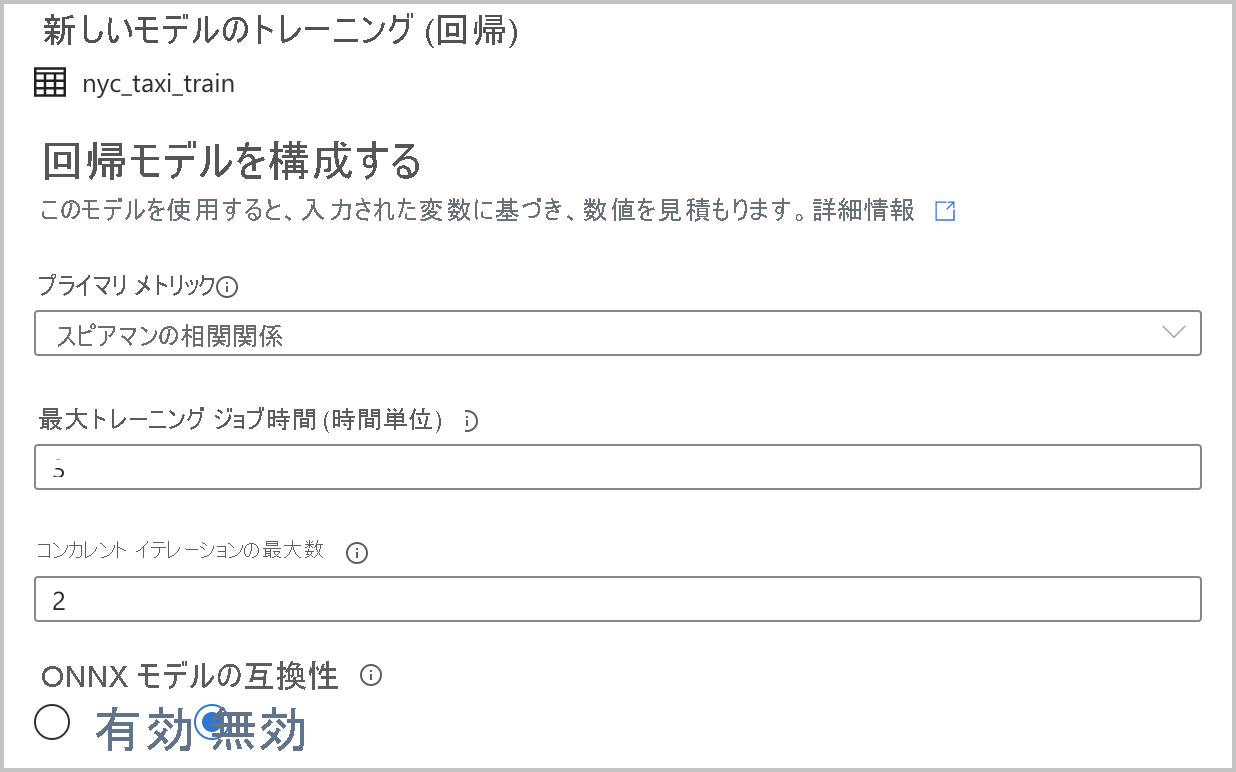 新しいモデルのトレーニング (回帰)
nyc_taxi_train
回帰モデルを構成する
このモデルを使用すると、入力された変数に基づき、数値を見積もります。詳細情報
プライマリ メトリック
スピアマンの相関関係
最大トレーニング ジョブ時間 (時間単位)
コンカレント イテレーションの最大数
2
ONNX モデルの互換性
有効 無効